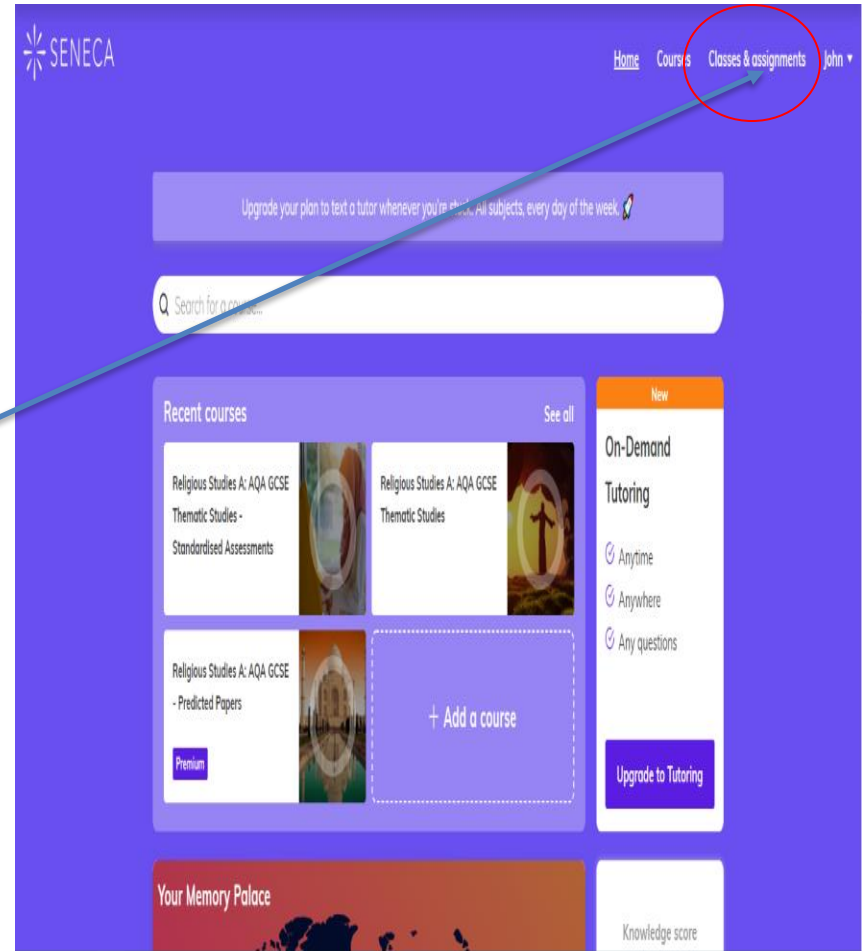 SENECA
Home Courses Classes & assignments John
Upgrade your plan to text a tutor whenever you're stuck. All subjects, every day of the week. 🚀
Search for a course...
Recent courses
See all
Religious Studies A: AQA GCSE
Thematic Studies -
Standardised Assessments
Religious Studies A: AQA GCSE
Thematic Studies
Religious Studies A: AQA GCSE
- Predicted Papers
Premium
+ Add a course
New
On-Demand
Tutoring
Anytime
Anywhere
Any questions
Upgrade to Tutoring
Your Memory Palace
Knowledge score